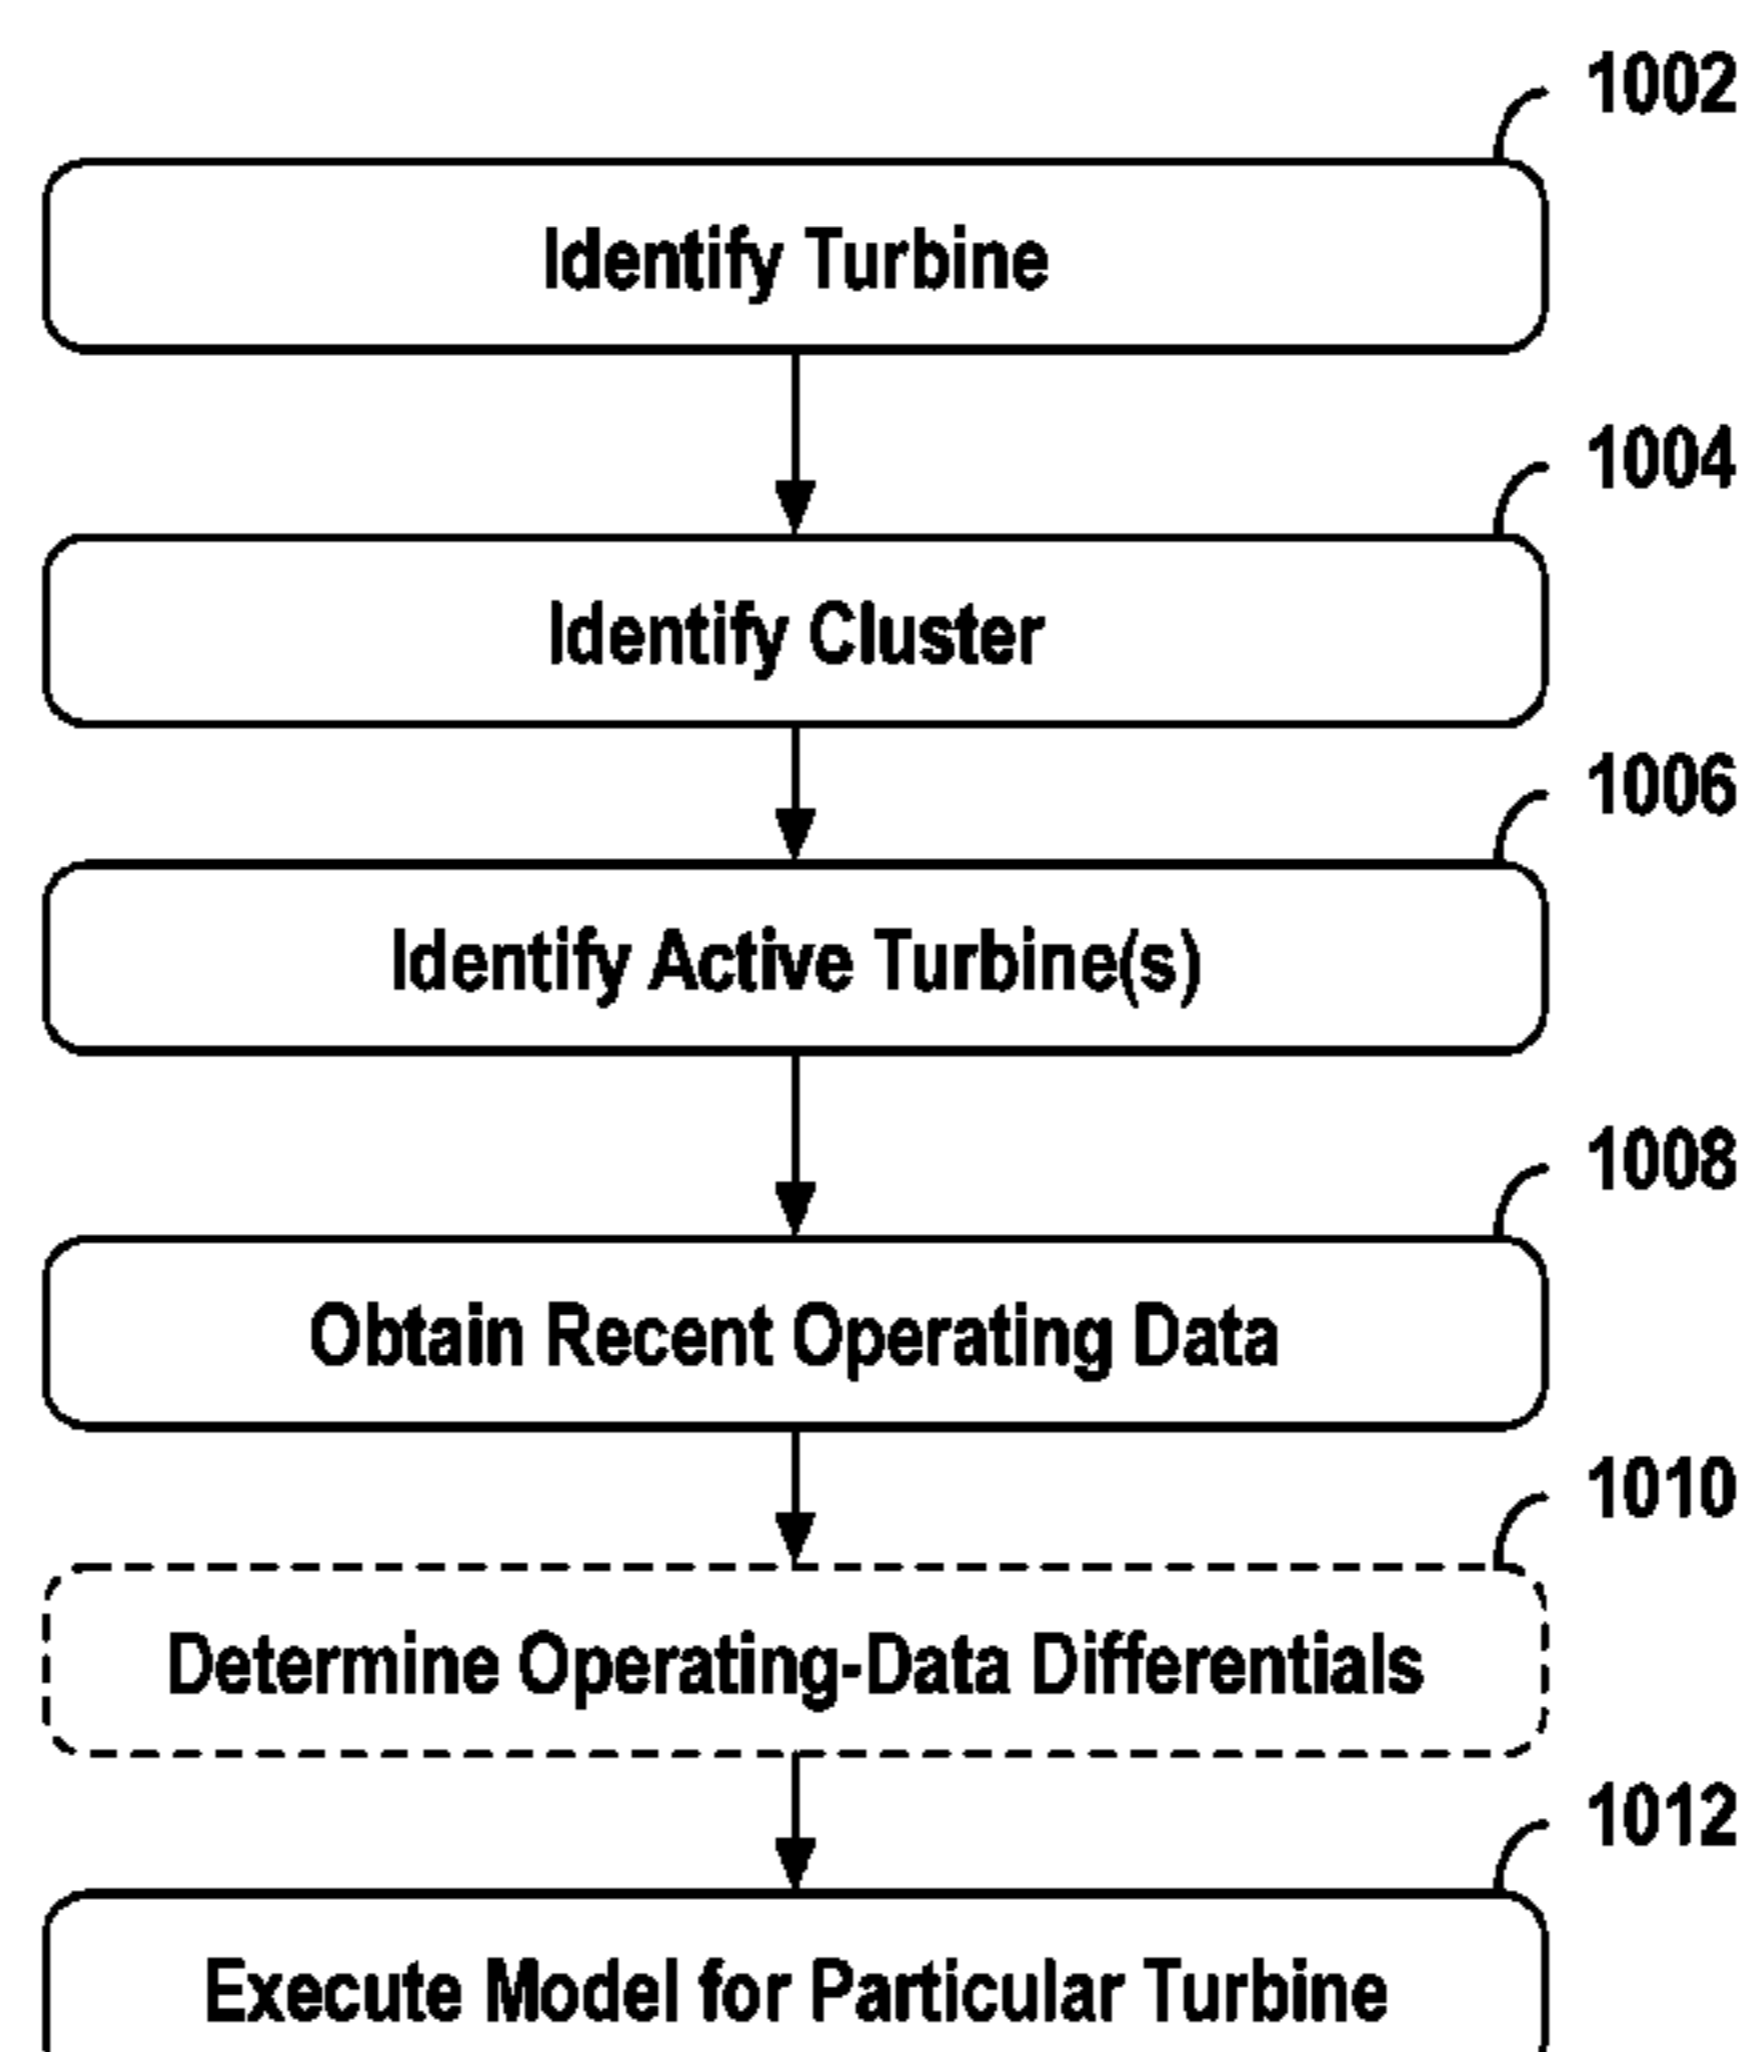 1002
Identify Turbine
1004
Identify Cluster
1006
Identify Active Turbine(s)
1008
Obtain Recent Operating Data
1010
Determine Operating-Data Differentials
1012
Execute Model for Particular Turbine